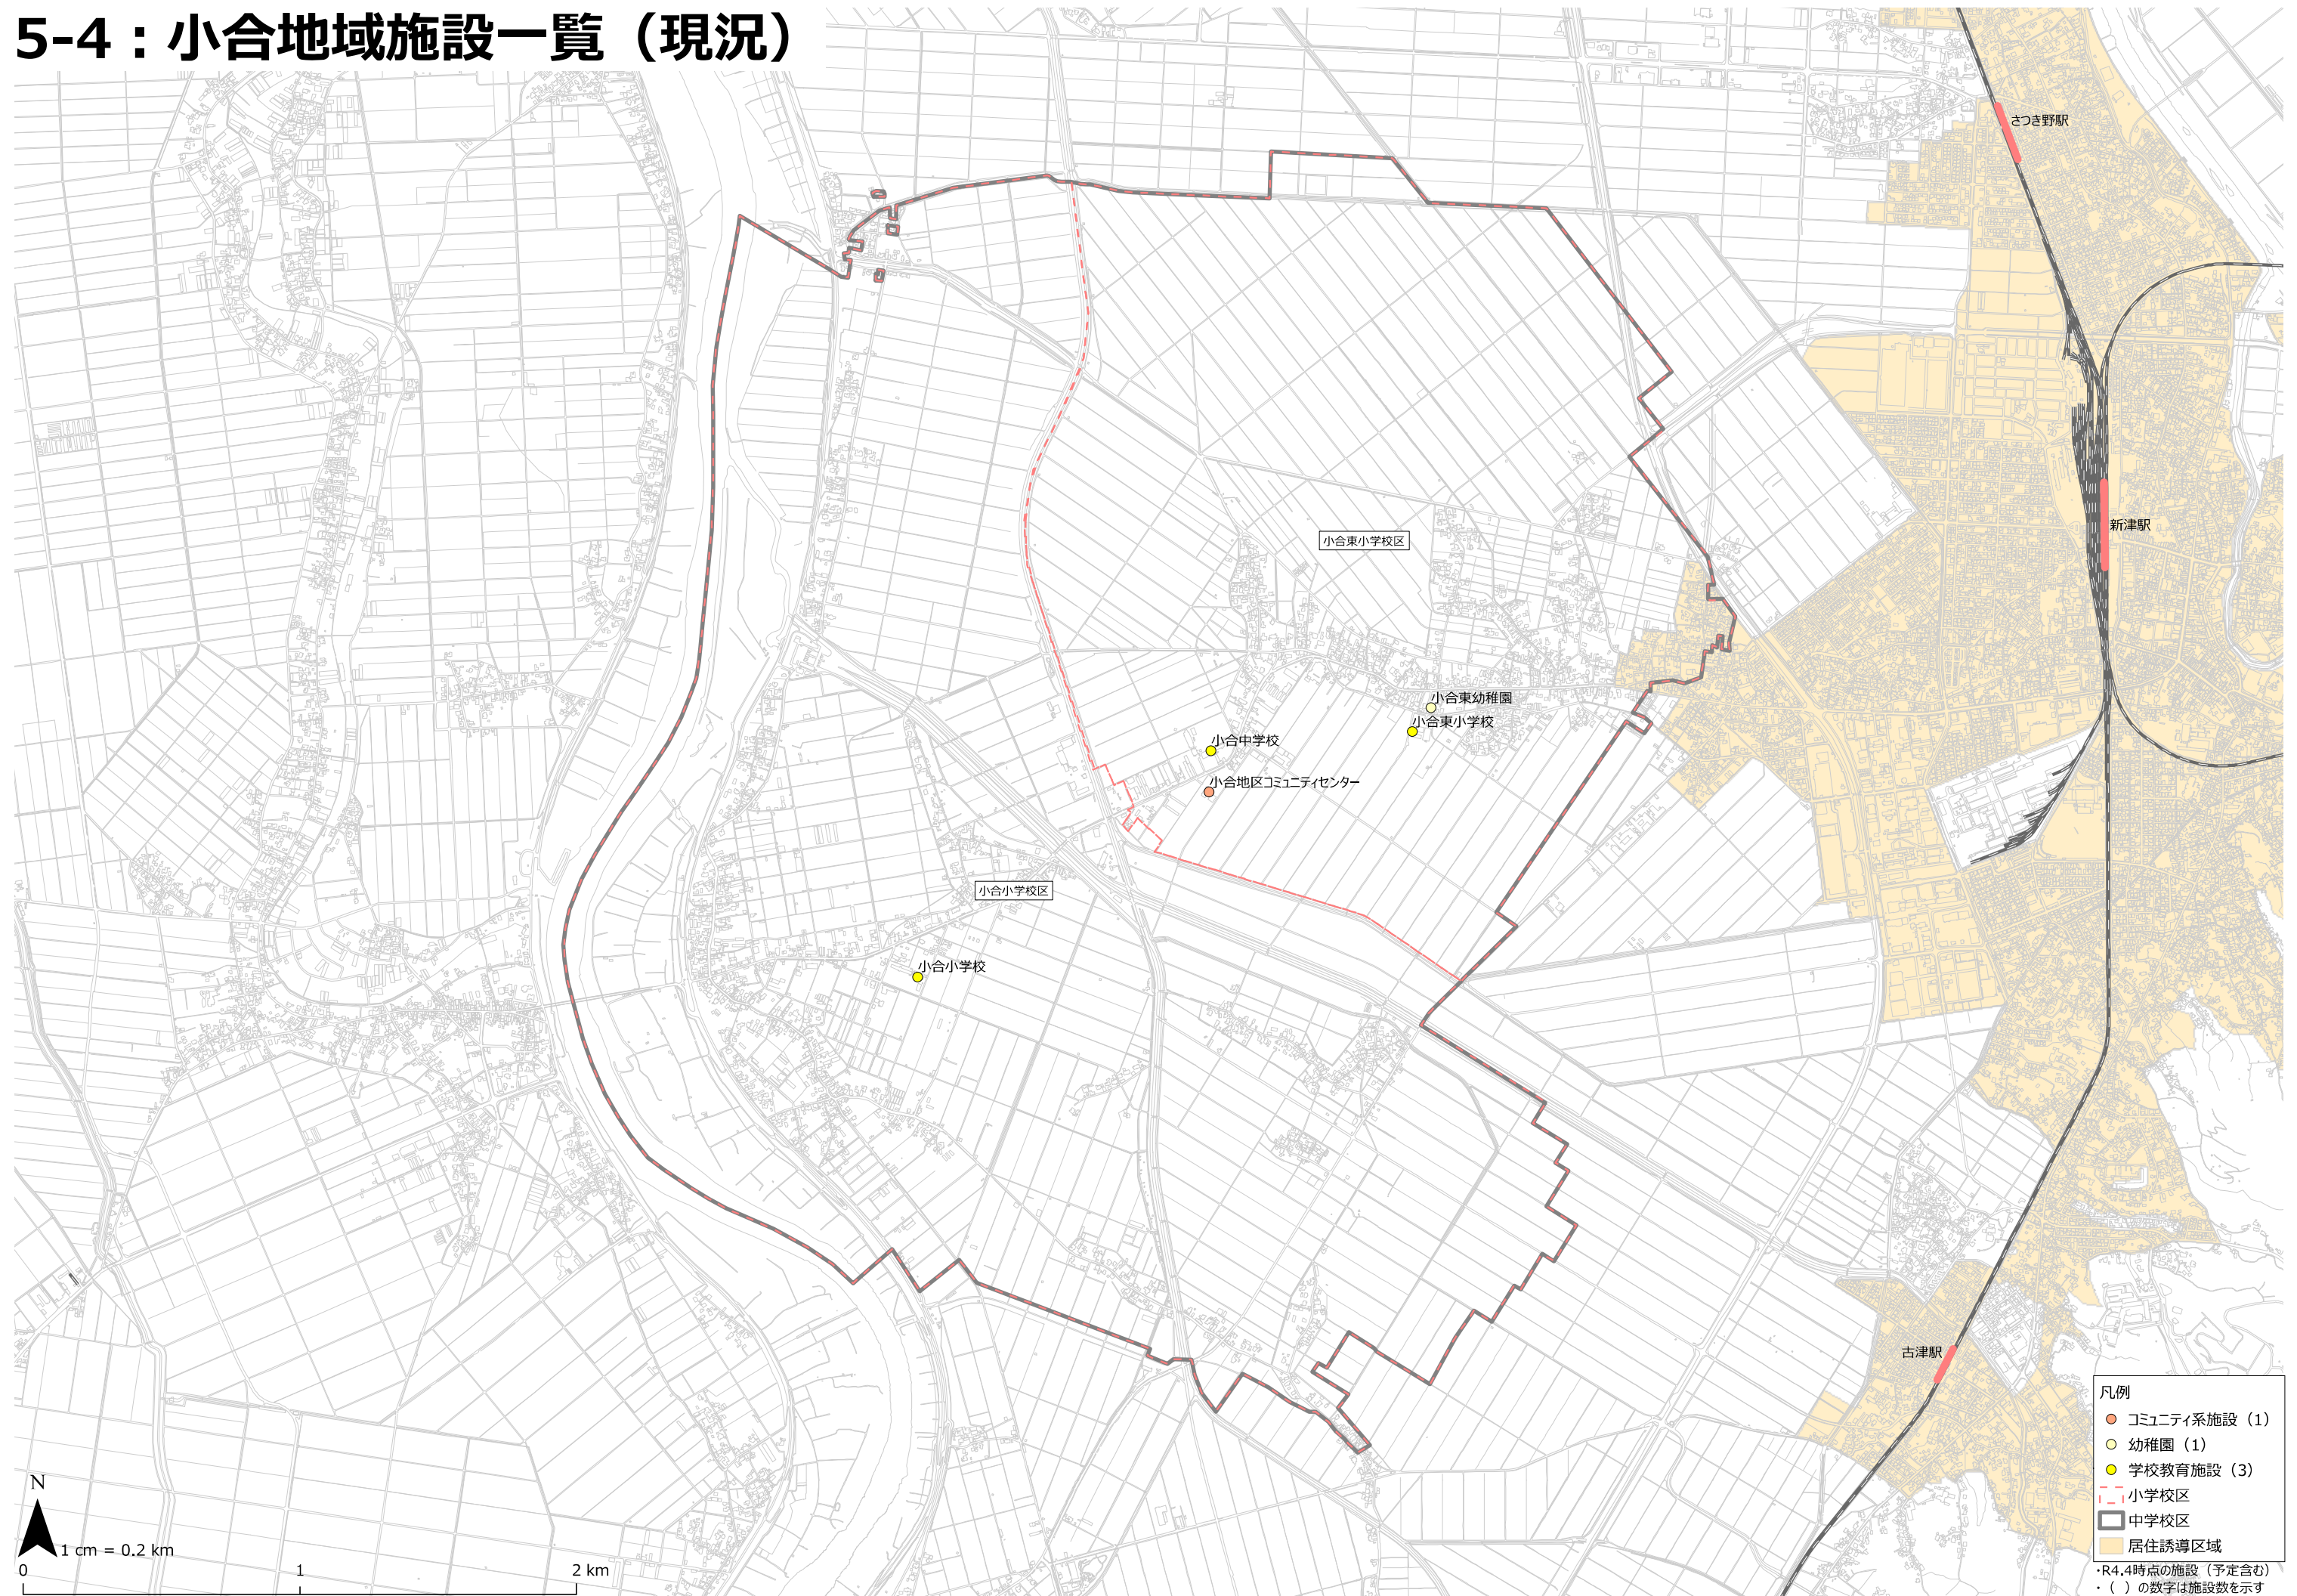 5-4：小合地域施設一覧（現況）
さつき野駅
新津駅
小合東小学校区
小合東幼稚園
小合東小学校
小合中学校
小合地区コミュニティセンター
小合小学校区
小合小学校
古津駅
凡例
コミュニティ系施設（1）
幼稚園（1）
学校教育施設（3）
小学校区
中学校区
居住誘導区域
・R4.4時点の施設（予定含む）
・（ ）の数字は施設数を示す
N
1 cm = 0.2 km
0 1 2 km